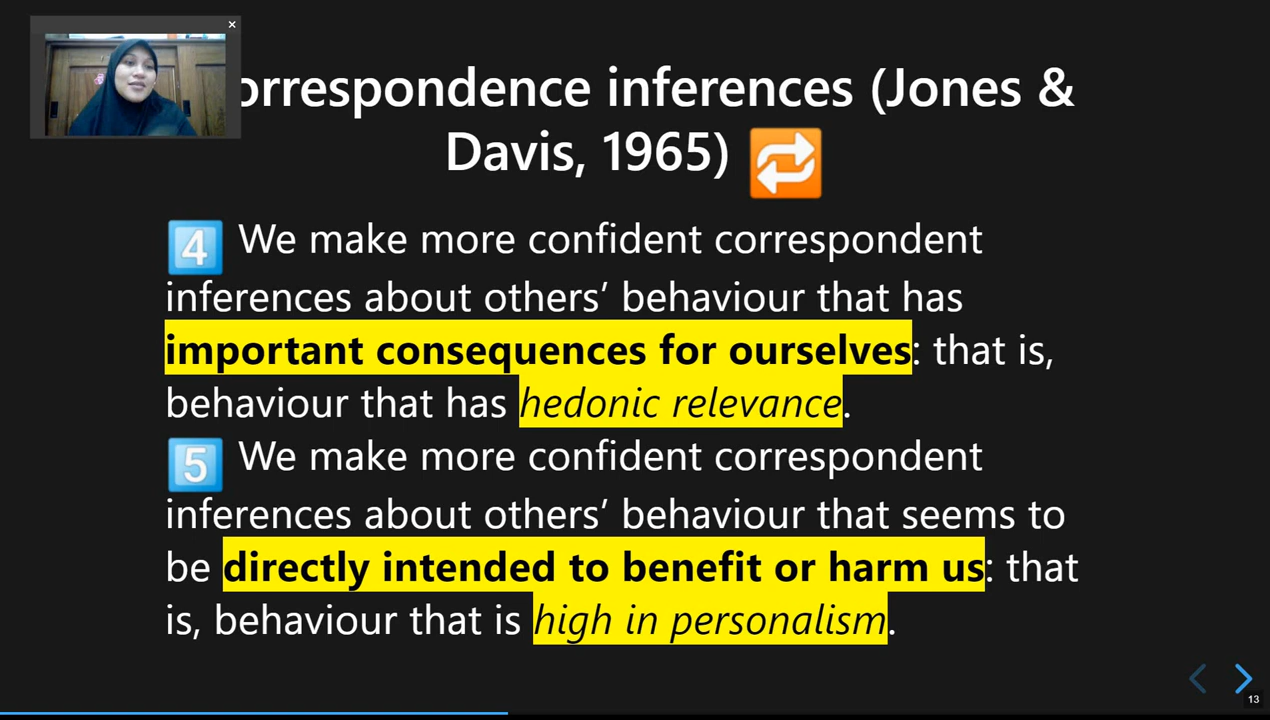 orrespondence inferences (Jones &
Davis, 1965)
4 We make more confident correspondent
inferences about others’ behaviour that has
important consequences for ourselves: that is,
behaviour that has hedonic relevance.
5 We make more confident correspondent
inferences about others’ behaviour that seems to
be directly intended to benefit or harm us: that
is, behaviour that is high in personalism.
13